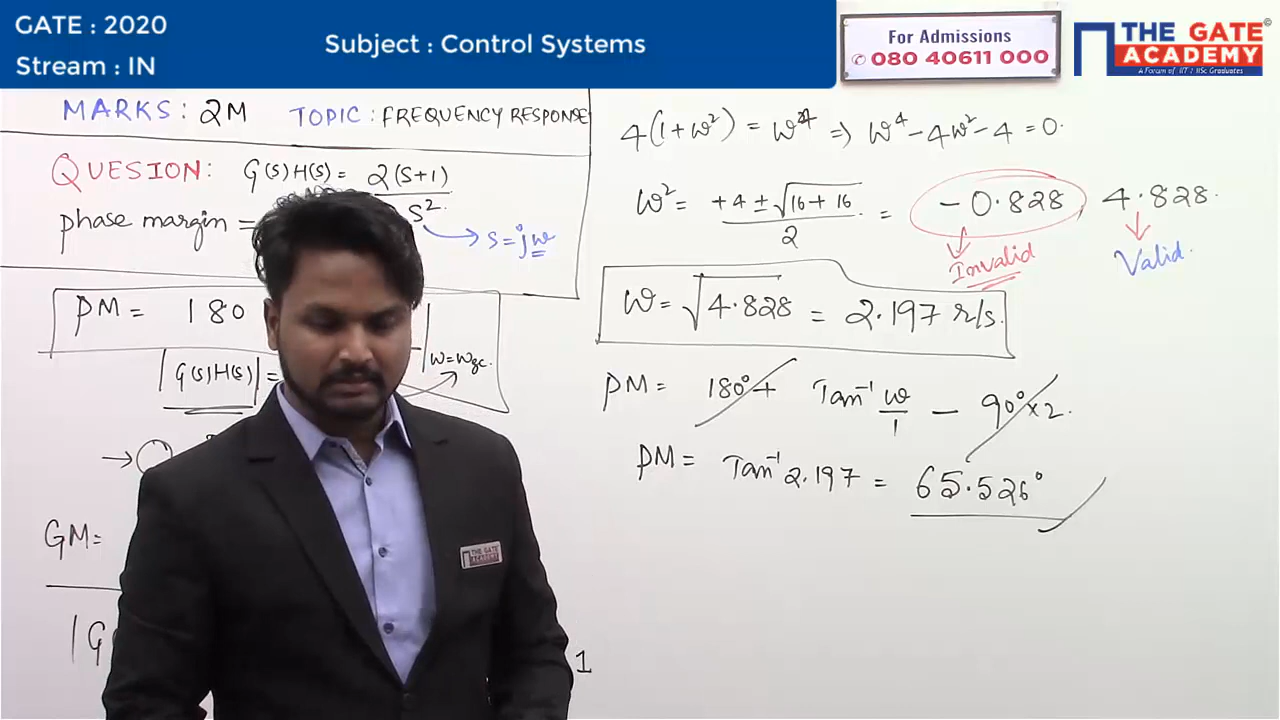 GATE : 2020
Stream : IN
Subject : Control Systems
For Admissions
080 40611 000
THE GATE ACADEMY
A Forum of IIT / IISc Graduates
MARKS: 2M TOPIC: FREQUENCY RESPONSE
QUESION: G(s)H(s) = 2(s+1)
s²
phase margin =
s = jω
PM = 180
ω = ωgc.
|G(s)H(s)| =
GM =
|G
1
4(1+ω²) = ω⁴ ⇒ ω⁴ - 4ω² - 4 = 0.
ω² = +4 ± √16 + 16 = - 0.828 4.828.
2
Invalid Valid.
ω = √4.828 = 2.197 r/s.
PM = 180° + Tan⁻¹ ω - 90° × 2.
1
PM = Tan⁻¹ 2.197 = 65.526°
THE GATE ACADEMY